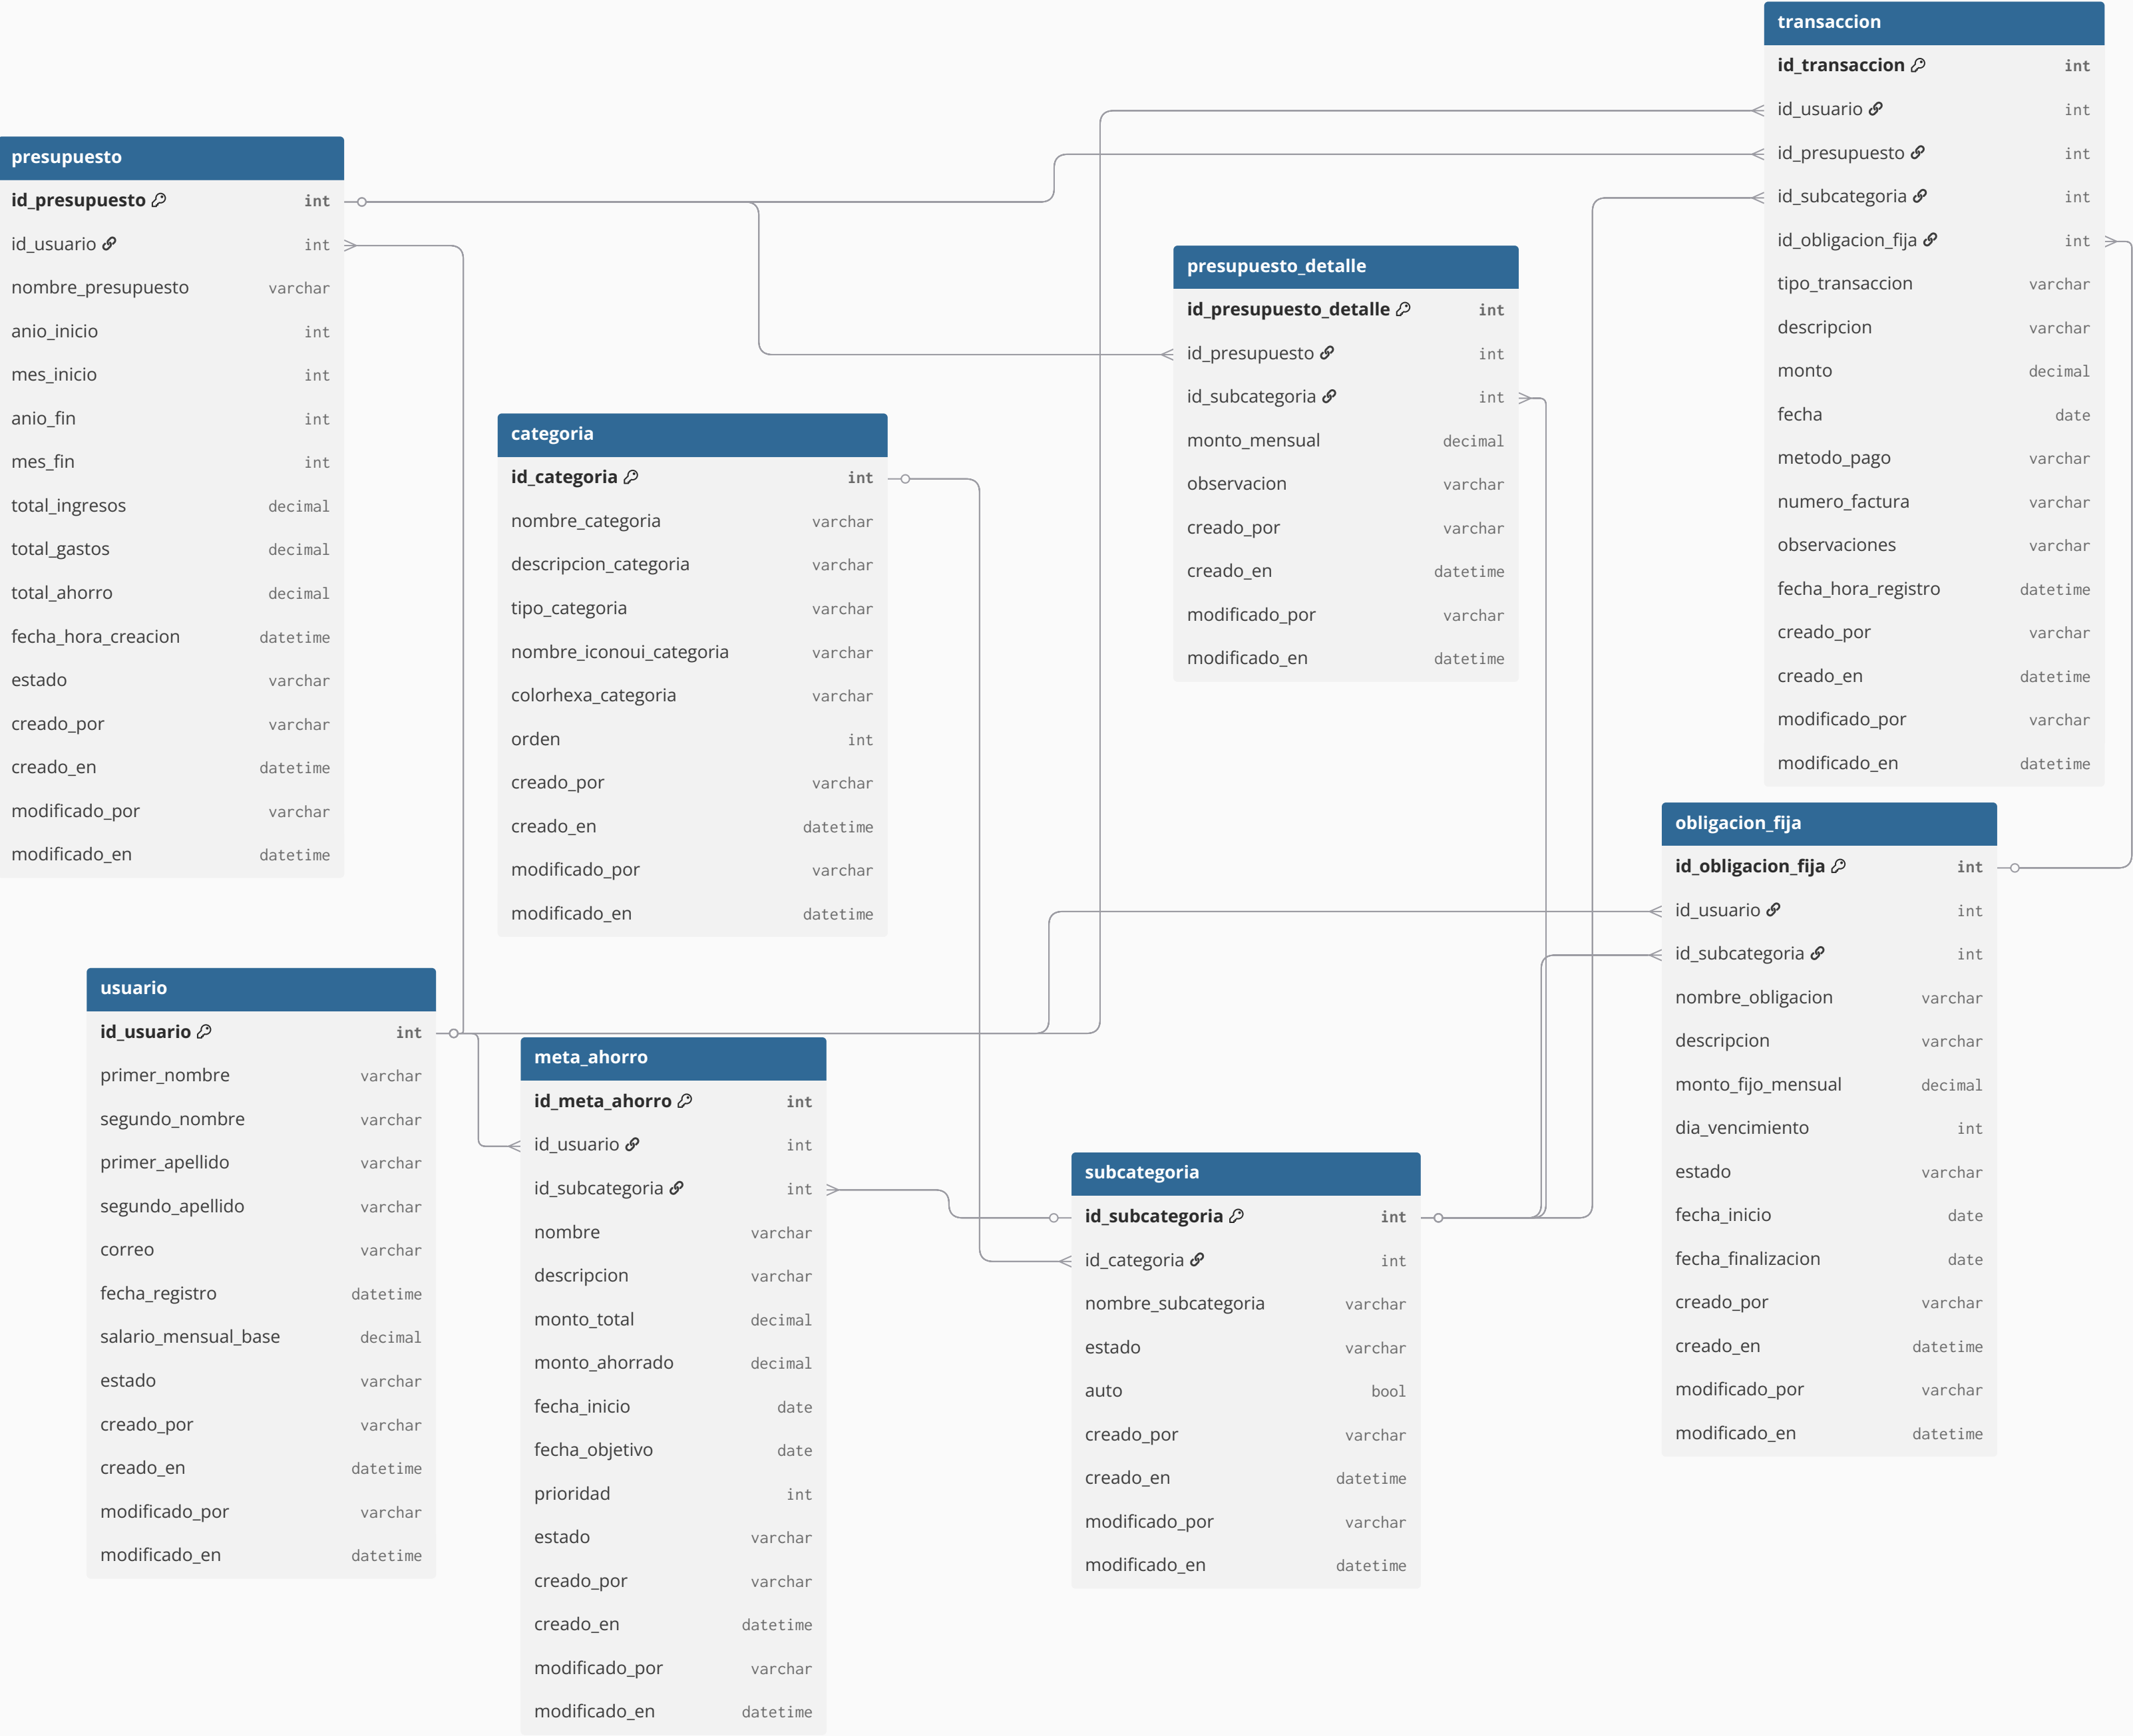 transaccion
id_transaccion int
id_usuario int
id_presupuesto int
id_subcategoria int
id_obligacion_fija int
tipo_transaccion varchar
descripcion varchar
monto decimal
fecha date
metodo_pago varchar
numero_factura varchar
observaciones varchar
fecha_hora_registro datetime
creado_por varchar
creado_en datetime
modificado_por varchar
modificado_en datetime
presupuesto
id_presupuesto int
id_usuario int
nombre_presupuesto varchar
anio_inicio int
mes_inicio int
anio_fin int
mes_fin int
total_ingresos decimal
total_gastos decimal
total_ahorro decimal
fecha_hora_creacion datetime
estado varchar
creado_por varchar
creado_en datetime
modificado_por varchar
modificado_en datetime
presupuesto_detalle
id_presupuesto_detalle int
id_presupuesto int
id_subcategoria int
monto_mensual decimal
observacion varchar
creado_por varchar
creado_en datetime
modificado_por varchar
modificado_en datetime
categoria
id_categoria int
nombre_categoria varchar
descripcion_categoria varchar
tipo_categoria varchar
nombre_iconoui_categoria varchar
colorhexa_categoria varchar
orden int
creado_por varchar
creado_en datetime
modificado_por varchar
modificado_en datetime
obligacion_fija
id_obligacion_fija int
id_usuario int
id_subcategoria int
nombre_obligacion varchar
descripcion varchar
monto_fijo_mensual decimal
dia_vencimiento int
estado varchar
fecha_inicio date
fecha_finalizacion date
creado_por varchar
creado_en datetime
modificado_por varchar
modificado_en datetime
usuario
id_usuario int
primer_nombre varchar
segundo_nombre varchar
primer_apellido varchar
segundo_apellido varchar
correo varchar
fecha_registro datetime
salario_mensual_base decimal
estado varchar
creado_por varchar
creado_en datetime
modificado_por varchar
modificado_en datetime
meta_ahorro
id_meta_ahorro int
id_usuario int
id_subcategoria int
nombre varchar
descripcion varchar
monto_total decimal
monto_ahorrado decimal
fecha_inicio date
fecha_objetivo date
prioridad int
estado varchar
creado_por varchar
creado_en datetime
modificado_por varchar
modificado_en datetime
subcategoria
id_subcategoria int
id_categoria int
nombre_subcategoria varchar
estado varchar
auto bool
creado_por varchar
creado_en datetime
modificado_por varchar
modificado_en datetime